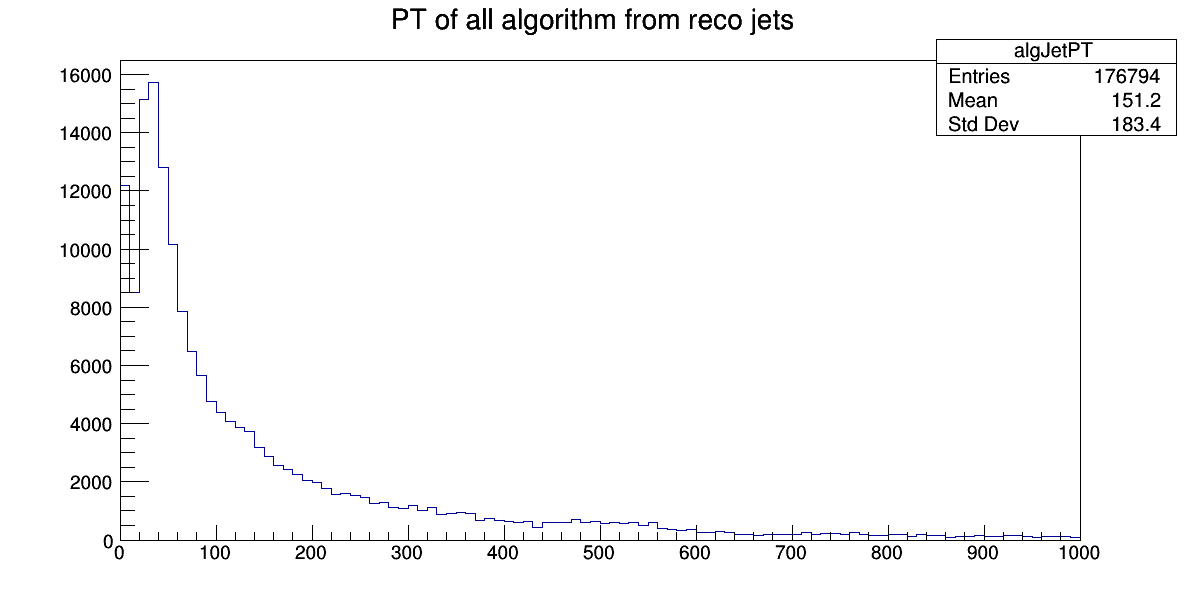 PT of all algorithm from reco jets
algJetPT
Entries 176794
Mean 151.2
Std Dev 183.4
16000
14000
12000
10000
8000
6000
4000
2000
0
0 100 200 300 400 500 600 700 800 900 1000